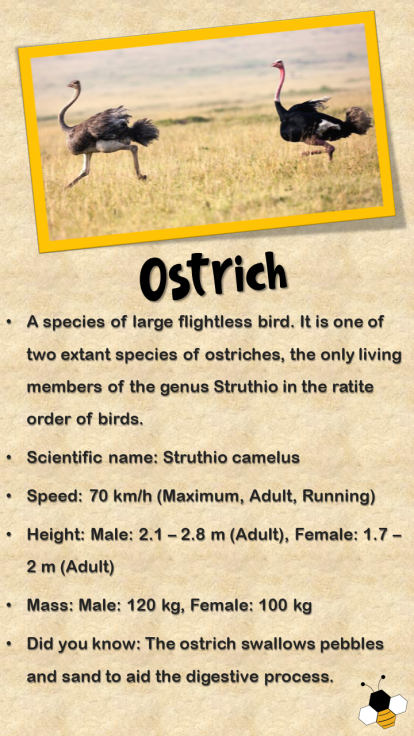 Ostrich
• A species of large flightless bird. It is one of
two extant species of ostriches, the only living
members of the genus Struthio in the ratite
order of birds.
• Scientific name: Struthio camelus
• Speed: 70 km/h (Maximum, Adult, Running)
• Height: Male: 2.1 – 2.8 m (Adult), Female: 1.7 –
2 m (Adult)
• Mass: Male: 120 kg, Female: 100 kg
• Did you know: The ostrich swallows pebbles
and sand to aid the digestive process.